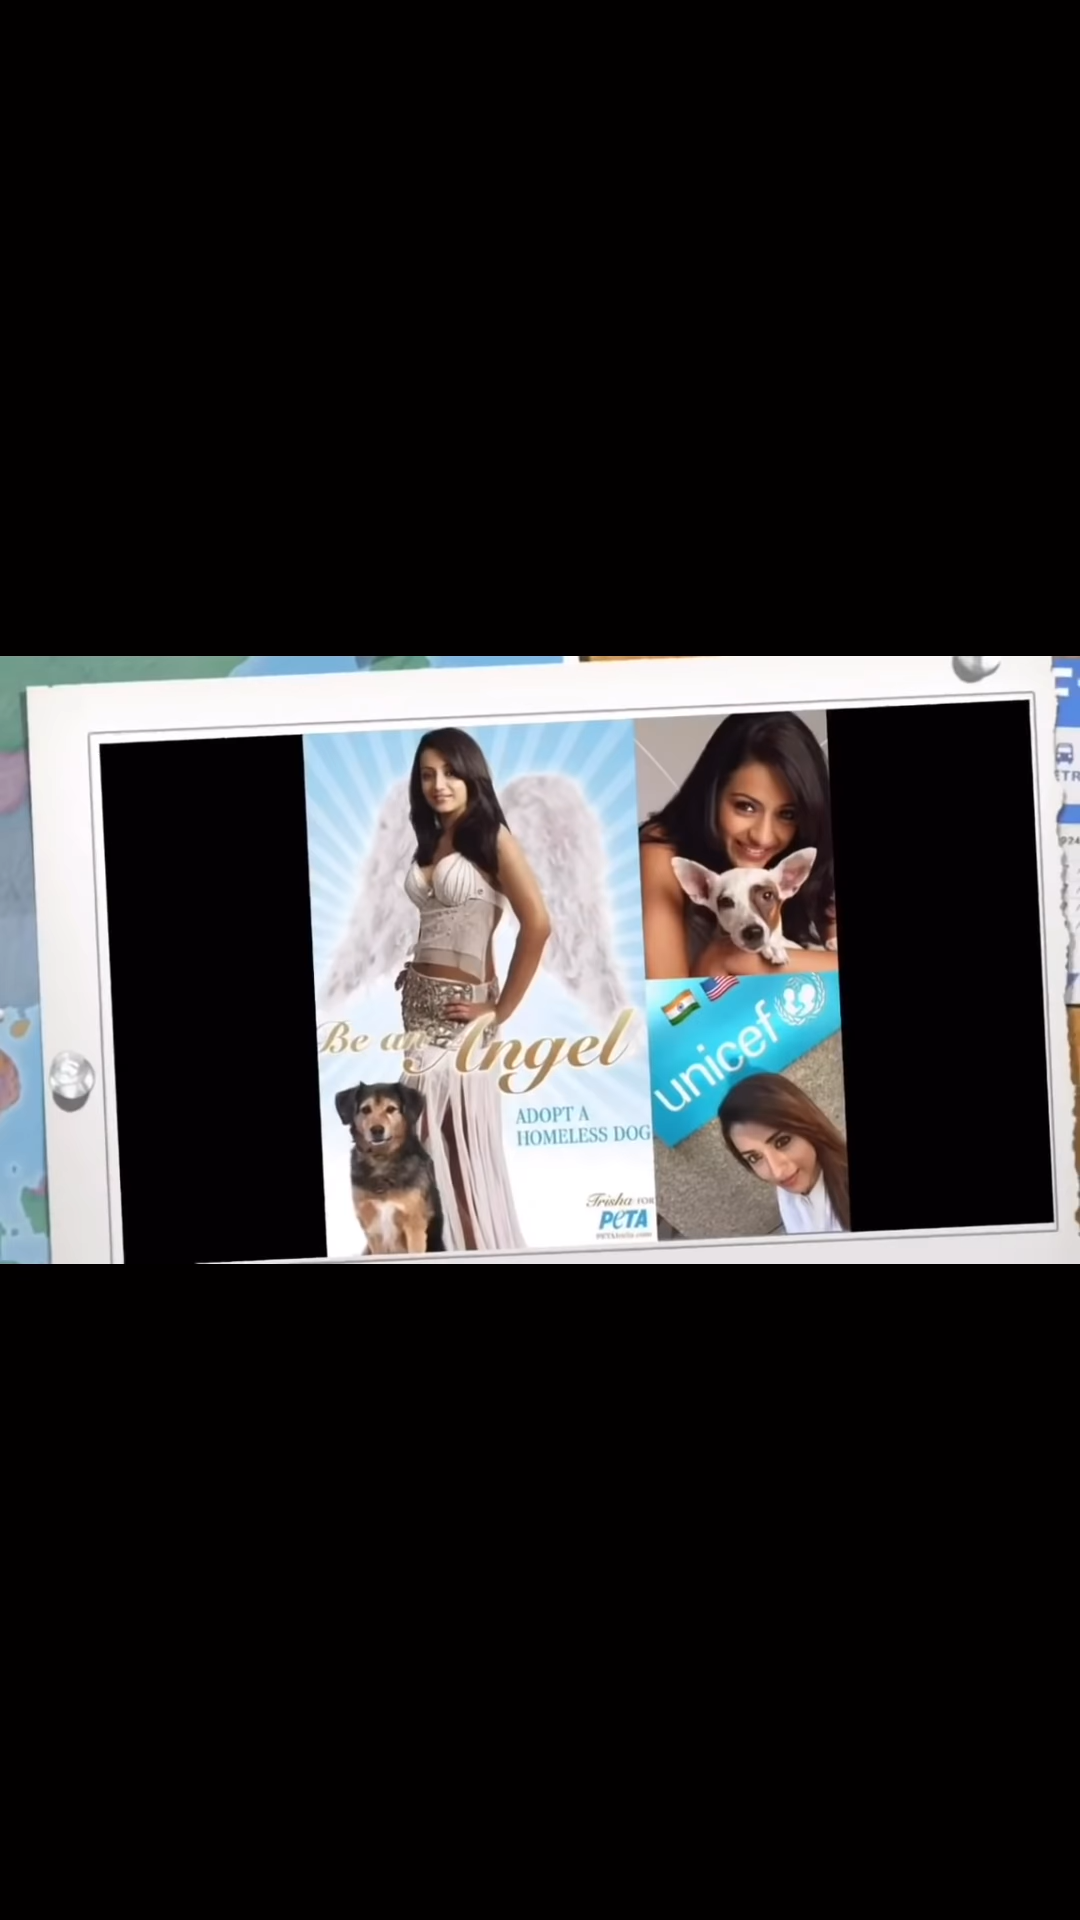 Be an Angel
ADOPT A
HOMELESS DOG
Trisha FOR
PETA
unicef